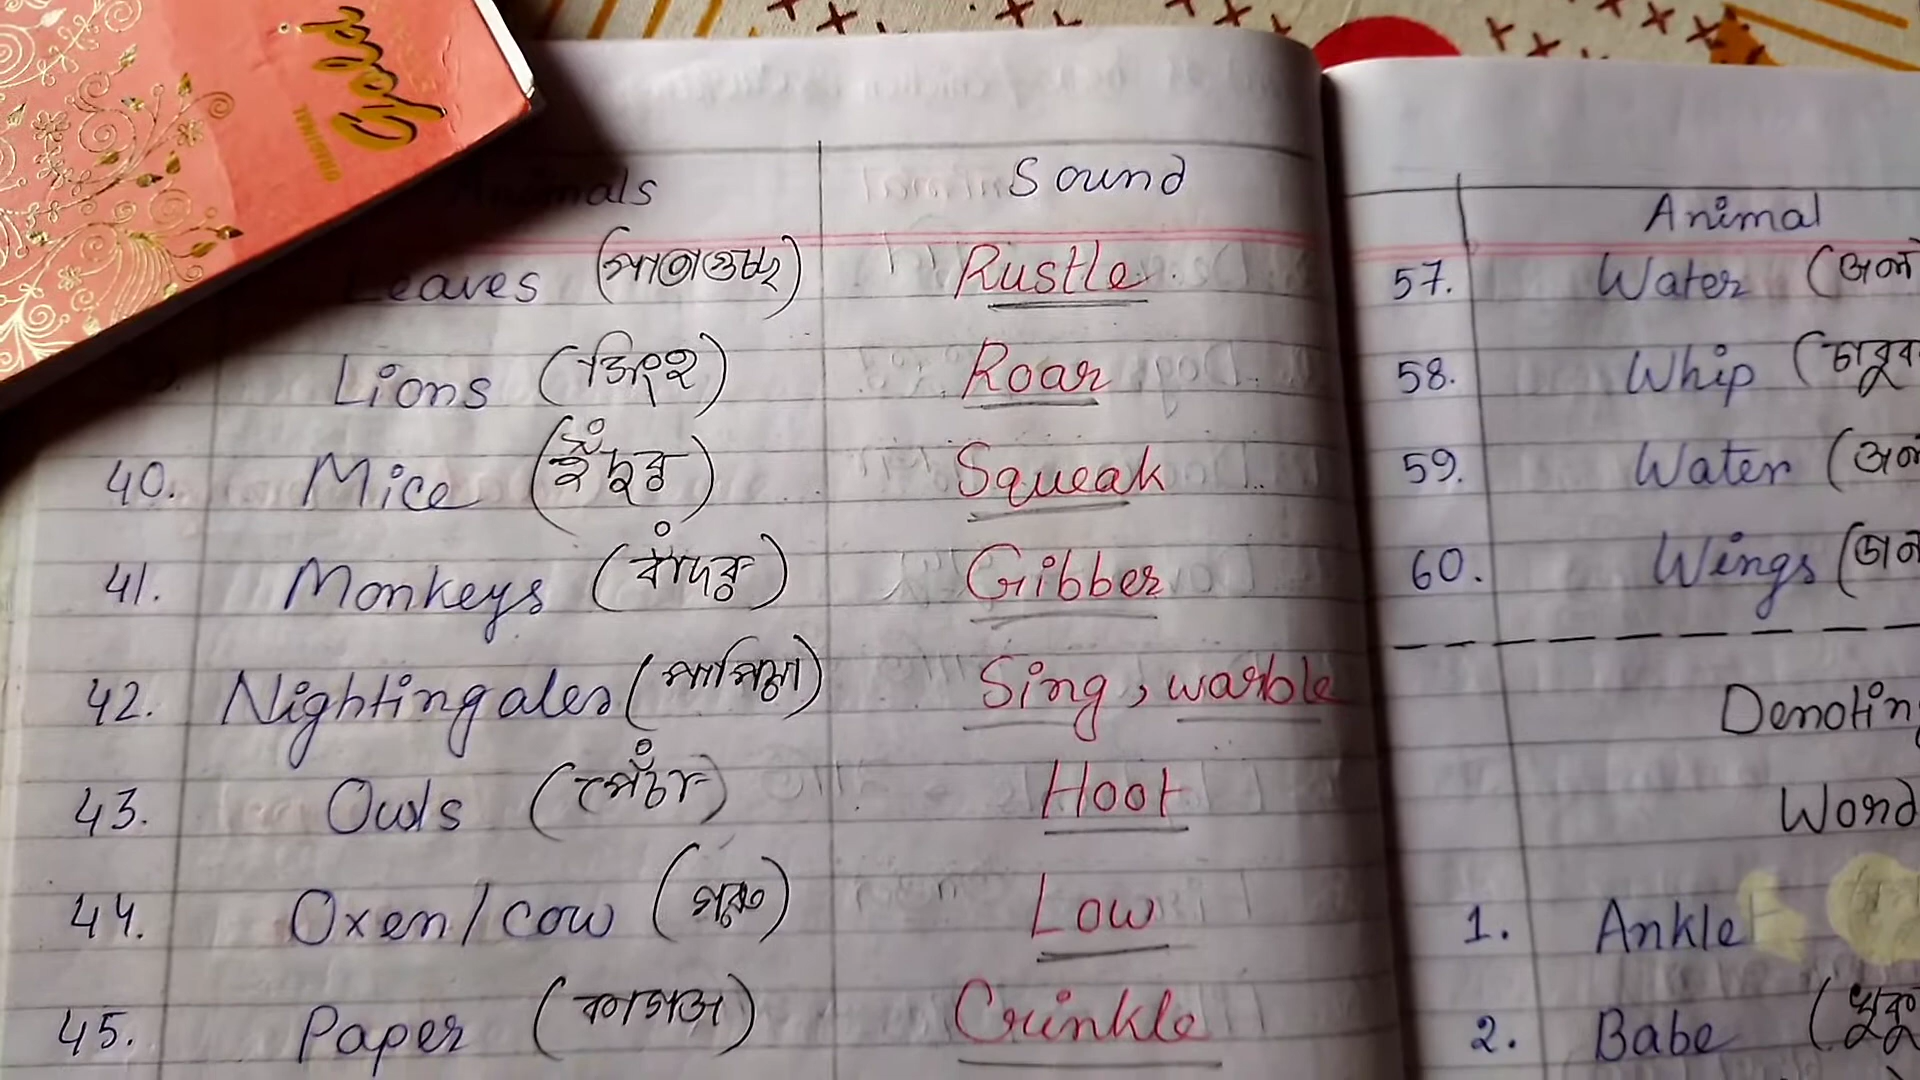 Animals Sound
Leaves Rustle
Lions (সিংহ) Roar
40. Mice (ইঁদুর) Squeak
41. Monkeys (বাঁদর) Gibber
42. Nightingales (পাপিয়া) Sing, warble
43. Owls (পেঁচা) Hoot
44. Oxen/cow (গরু) Low
45. Paper (কাগজ) Crinkle
Animal
57. Water
58. Whip
59. Water
60. Wings
Denoting
Word
1. Anklet
2. Babe